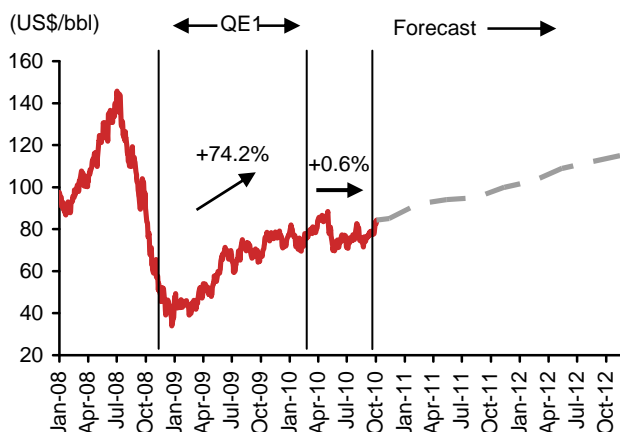 (US$/bbl)
QE1
Forecast
160
140
120
100
80
60
40
20
+74.2%
+0.6%
Jan-08
Apr-08
Jul-08
Oct-08
Jan-09
Apr-09
Jul-09
Oct-09
Jan-10
Apr-10
Jul-10
Oct-10
Jan-11
Apr-11
Jul-11
Oct-11
Jan-12
Apr-12
Jul-12
Oct-12